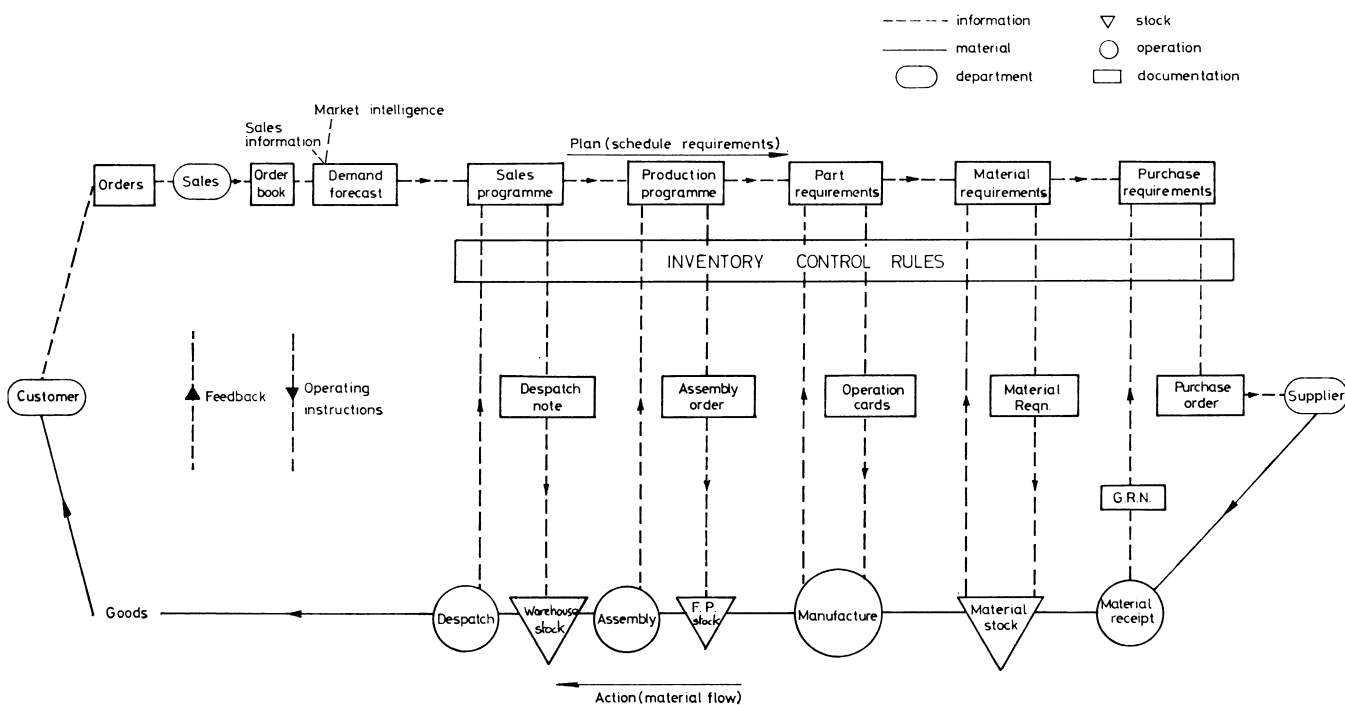 information
stock
material
operation
department
documentation
Market intelligence
Sales
information
Plan (schedule requirements)
Orders
Sales
Order
book
Demand
forecast
Sales
programme
Production
programme
Part
requirements
Material
requirements
Purchase
requirements
INVENTORY CONTROL RULES
Customer
Feedback
Operating
instructions
Despatch
note
Assembly
order
Operation
cards
Material
Reqn.
Purchase
order
Supplier
G.R.N.
Goods
Despatch
Warehouse
stock
Assembly
F. P.
stock
Manufacture
Material
stock
Material
receipt
Action (material flow)